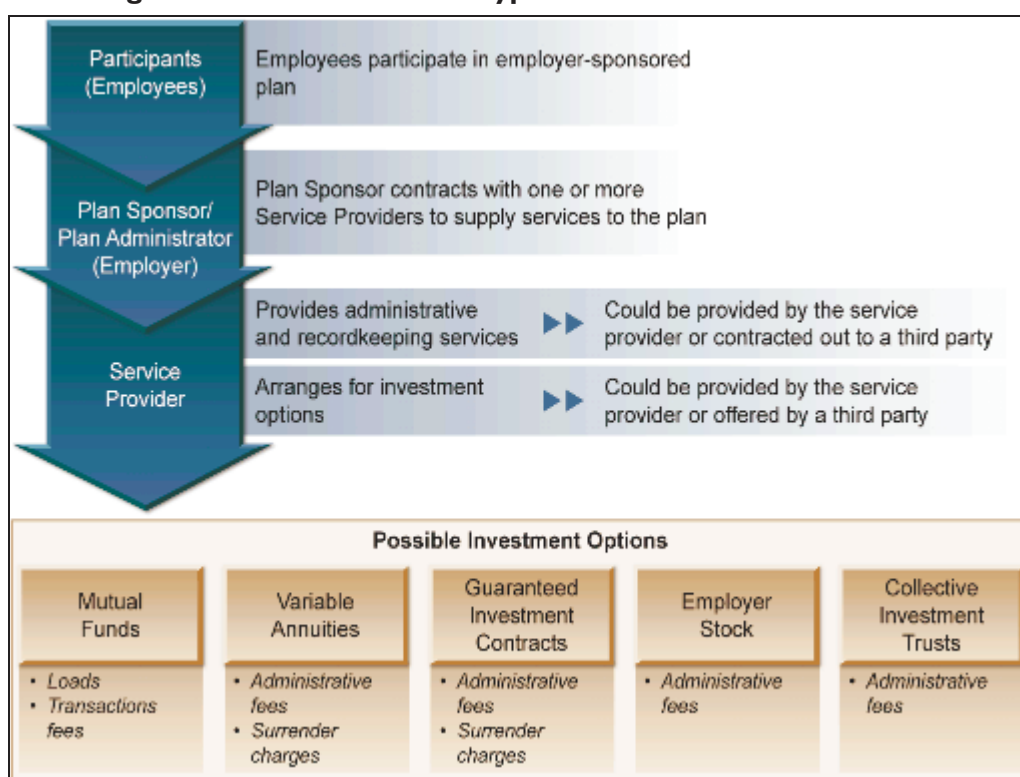 Participants
(Employees)
Employees participate in employer-sponsored
plan
Plan Sponsor/
Plan Administrator
(Employer)
Plan Sponsor contracts with one or more
Service Providers to supply services to the plan
Service
Provider
Provides administrative
and recordkeeping services
Could be provided by the service
provider or contracted out to a third party
Arranges for investment
options
Could be provided by the service
provider or offered by a third party
Possible Investment Options
Mutual
Funds
• Loads
• Transactions
fees
Variable
Annuities
• Administrative
fees
• Surrender
charges
Guaranteed
Investment
Contracts
• Administrative
fees
• Surrender
charges
Employer
Stock
• Administrative
fees
Collective
Investment
Trusts
• Administrative
fees